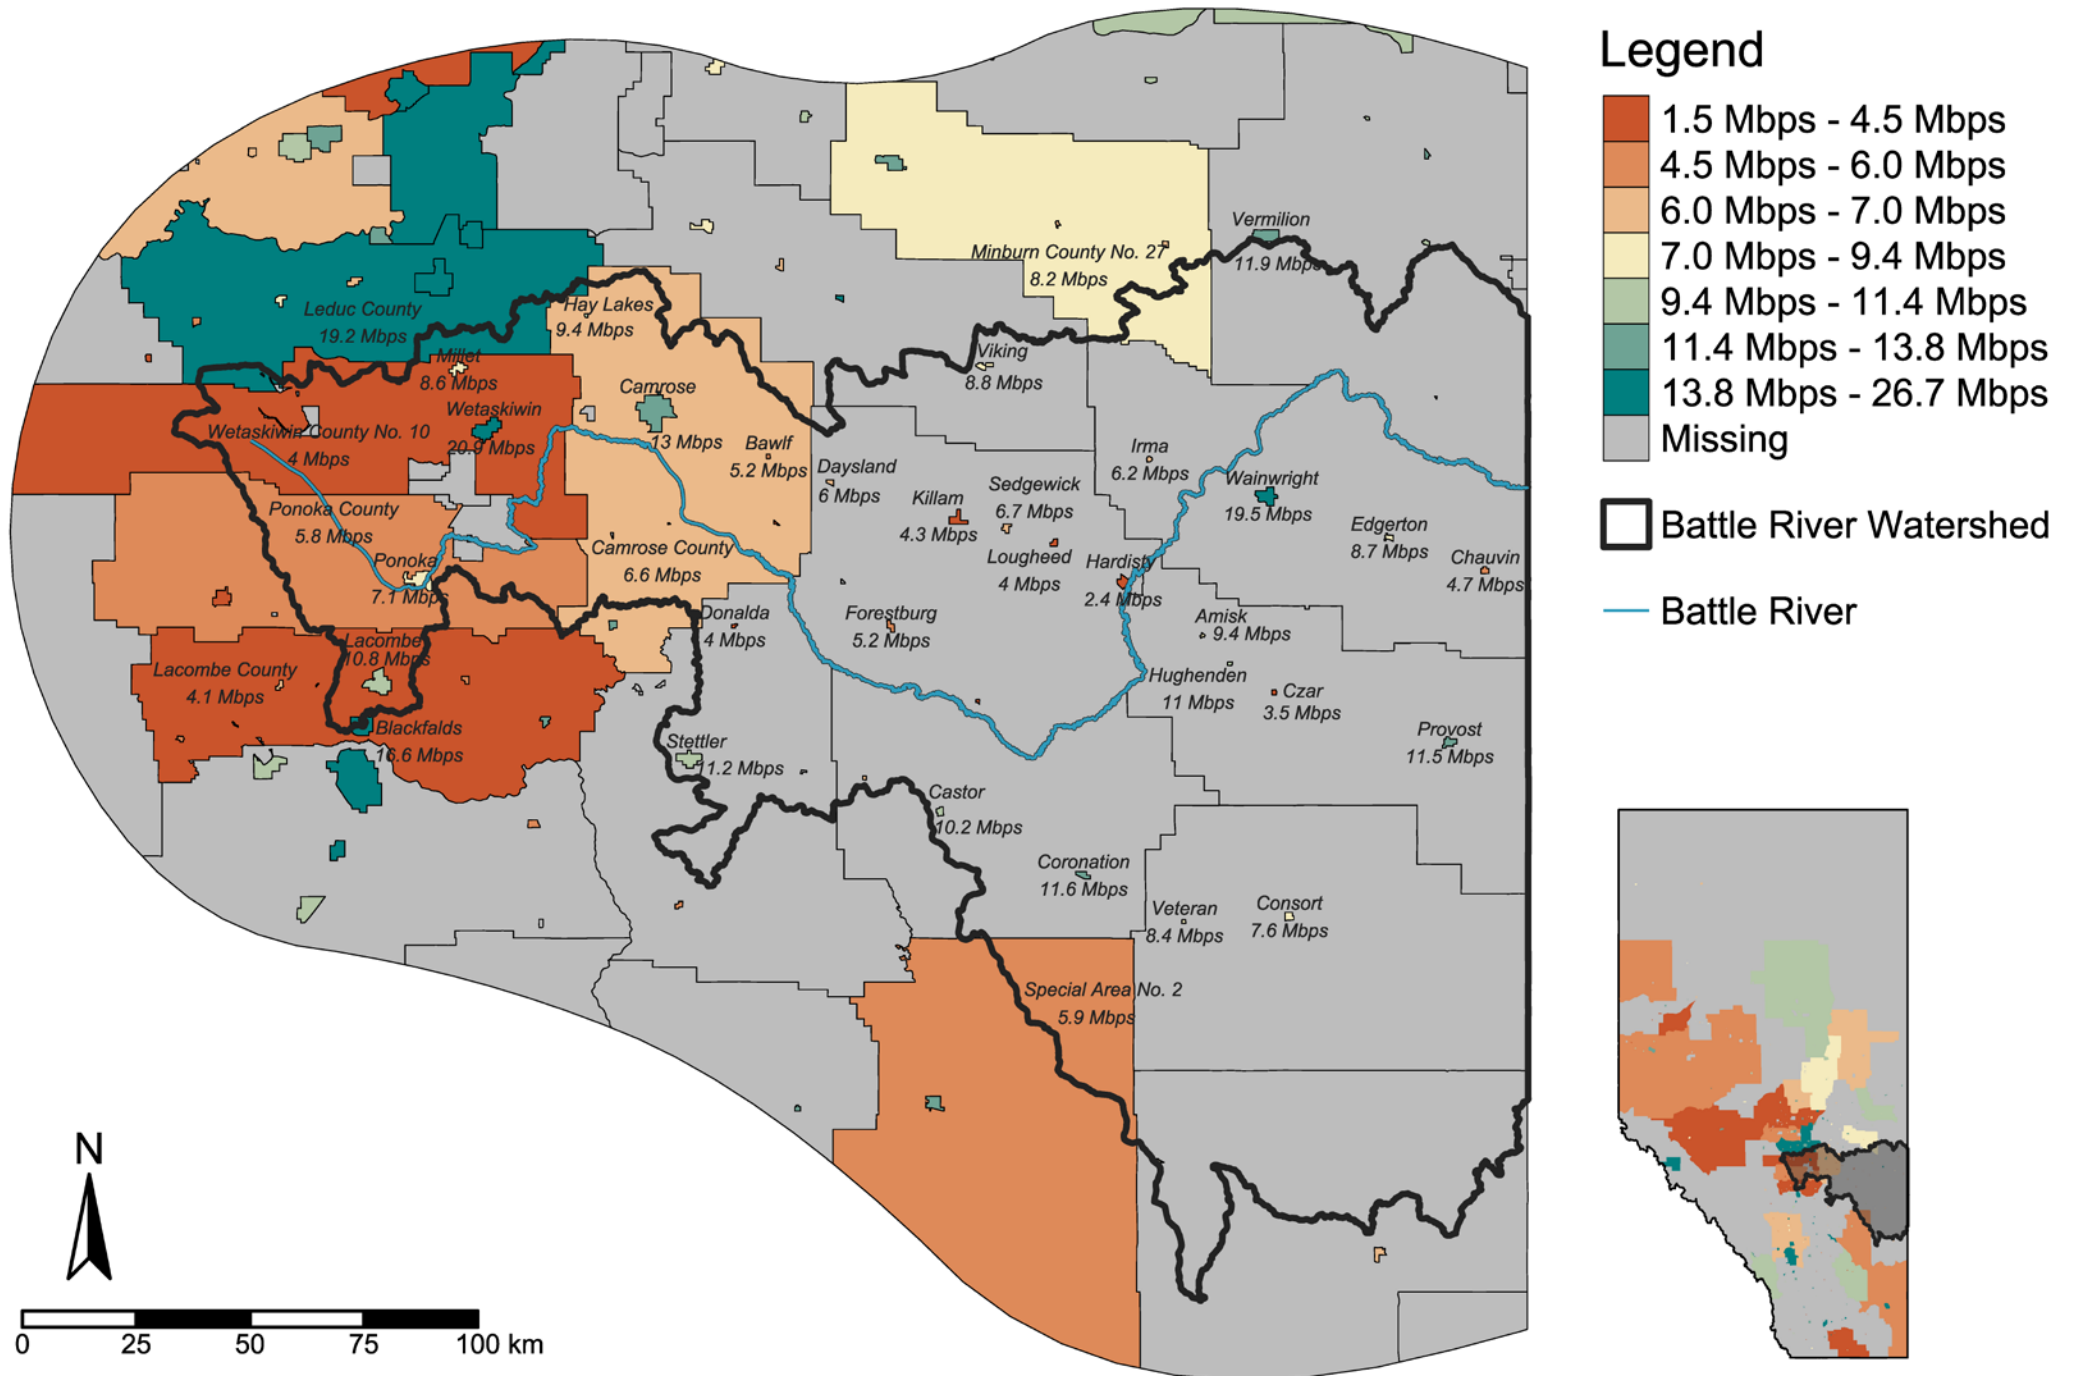 Legend
1.5 Mbps - 4.5 Mbps
4.5 Mbps - 6.0 Mbps
6.0 Mbps - 7.0 Mbps
7.0 Mbps - 9.4 Mbps
9.4 Mbps - 11.4 Mbps
11.4 Mbps - 13.8 Mbps
13.8 Mbps - 26.7 Mbps
Missing
Battle River Watershed
Battle River
Vermilion
11.9 Mbps
Minburn County No. 27
8.2 Mbps
Leduc County
19.2 Mbps
Hay Lakes
9.4 Mbps
Millet
8.6 Mbps
Viking
8.8 Mbps
Camrose
13 Mbps
Wetaskiwin
20.9 Mbps
Wetaskiwin County No. 10
4 Mbps
Bawlf
5.2 Mbps
Daysland
6 Mbps
Irma
6.2 Mbps
Killam
4.3 Mbps
Sedgewick
6.7 Mbps
Wainwright
19.5 Mbps
Ponoka County
5.8 Mbps
Edgerton
8.7 Mbps
Camrose County
6.6 Mbps
Lougheed
4 Mbps
Hardisty
2.4 Mbps
Chauvin
4.7 Mbps
Ponoka
7.1 Mbps
Donalda
4 Mbps
Forestburg
5.2 Mbps
Amisk
9.4 Mbps
Lacombe
10.8 Mbps
Lacombe County
4.1 Mbps
Hughenden
11 Mbps
Czar
3.5 Mbps
Blackfalds
16.6 Mbps
Stettler
11.2 Mbps
Provost
11.5 Mbps
Castor
10.2 Mbps
Coronation
11.6 Mbps
Veteran
8.4 Mbps
Consort
7.6 Mbps
Special Area No. 2
5.9 Mbps
N
0 25 50 75 100 km